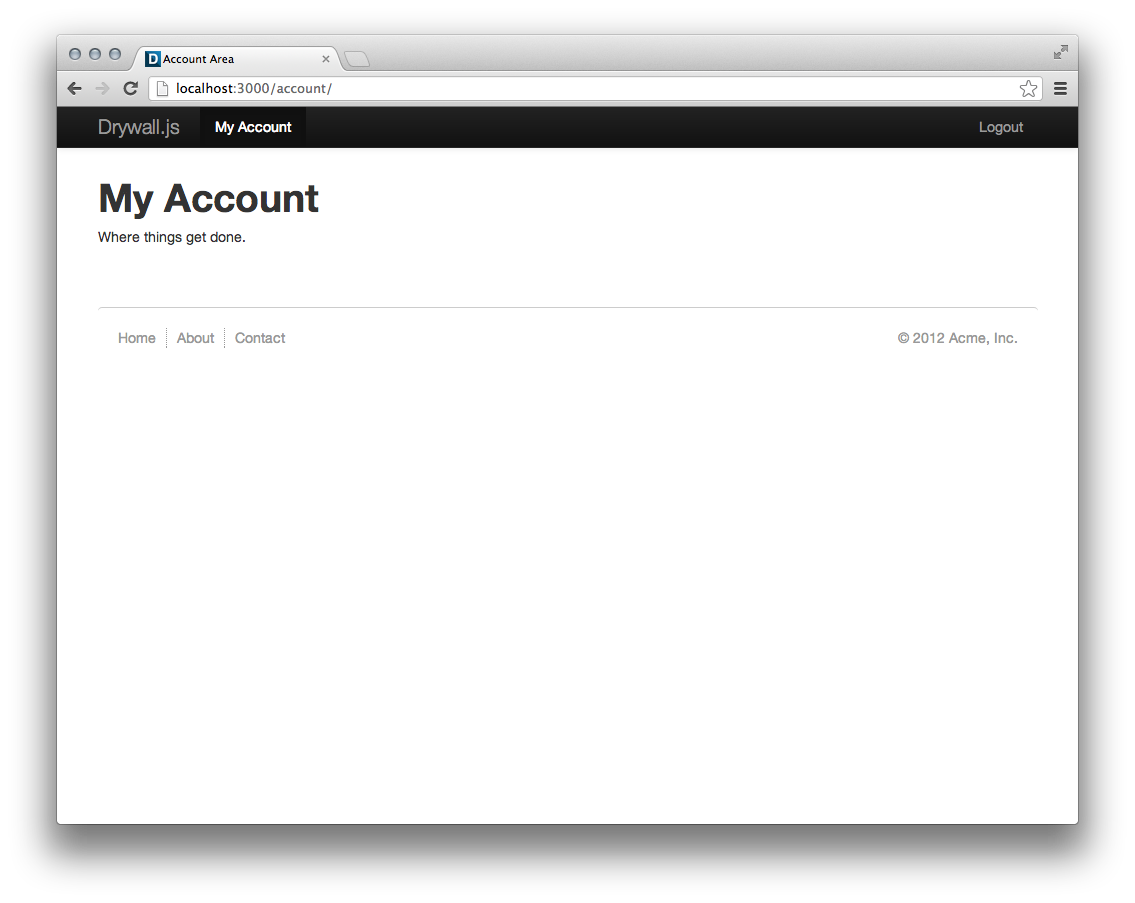 D Account Area
localhost:3000/account/
Drywall.js My Account Logout
My Account
Where things get done.
Home About Contact © 2012 Acme, Inc.